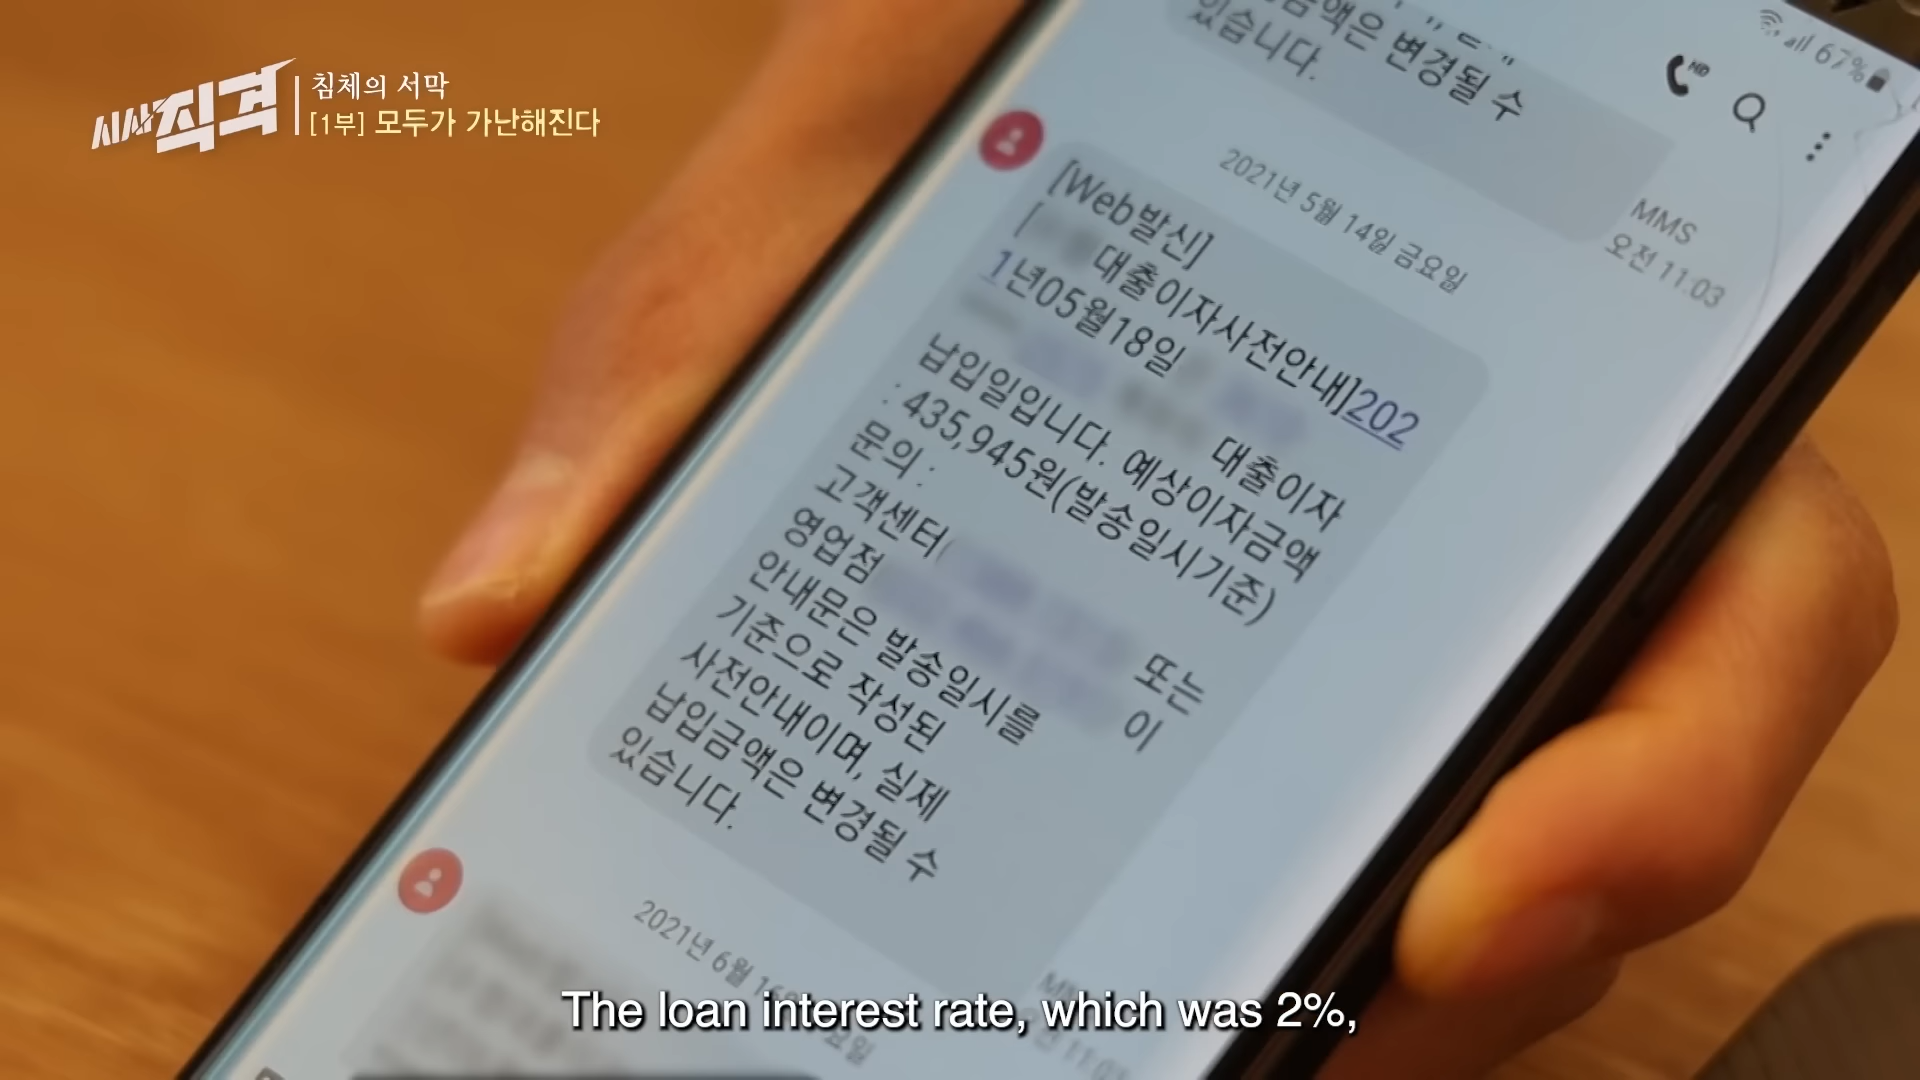 시사직격
침체의 서막
[1부] 모두가 가난해진다
67%
금액은 변경될 수
있습니다.
MMS
오전 11:03
2021년 5월 14일 금요일
[Web발신]
[ 대출이자사전안내]202
1년05월18일
대출이자
납입일입니다. 예상이자금액
: 435,945원(발송일시기준)
문의 :
고객센터( 또는
영업점 이
안내문은 발송일시를
기준으로 작성된
사전안내이며, 실제
납입금액은 변경될 수
있습니다.
2021년 6월
The loan interest rate, which was 2%,